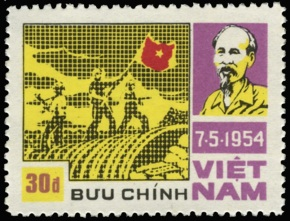 7·5·1954
30đ
BƯU CHÍNH
VIỆT
NAM